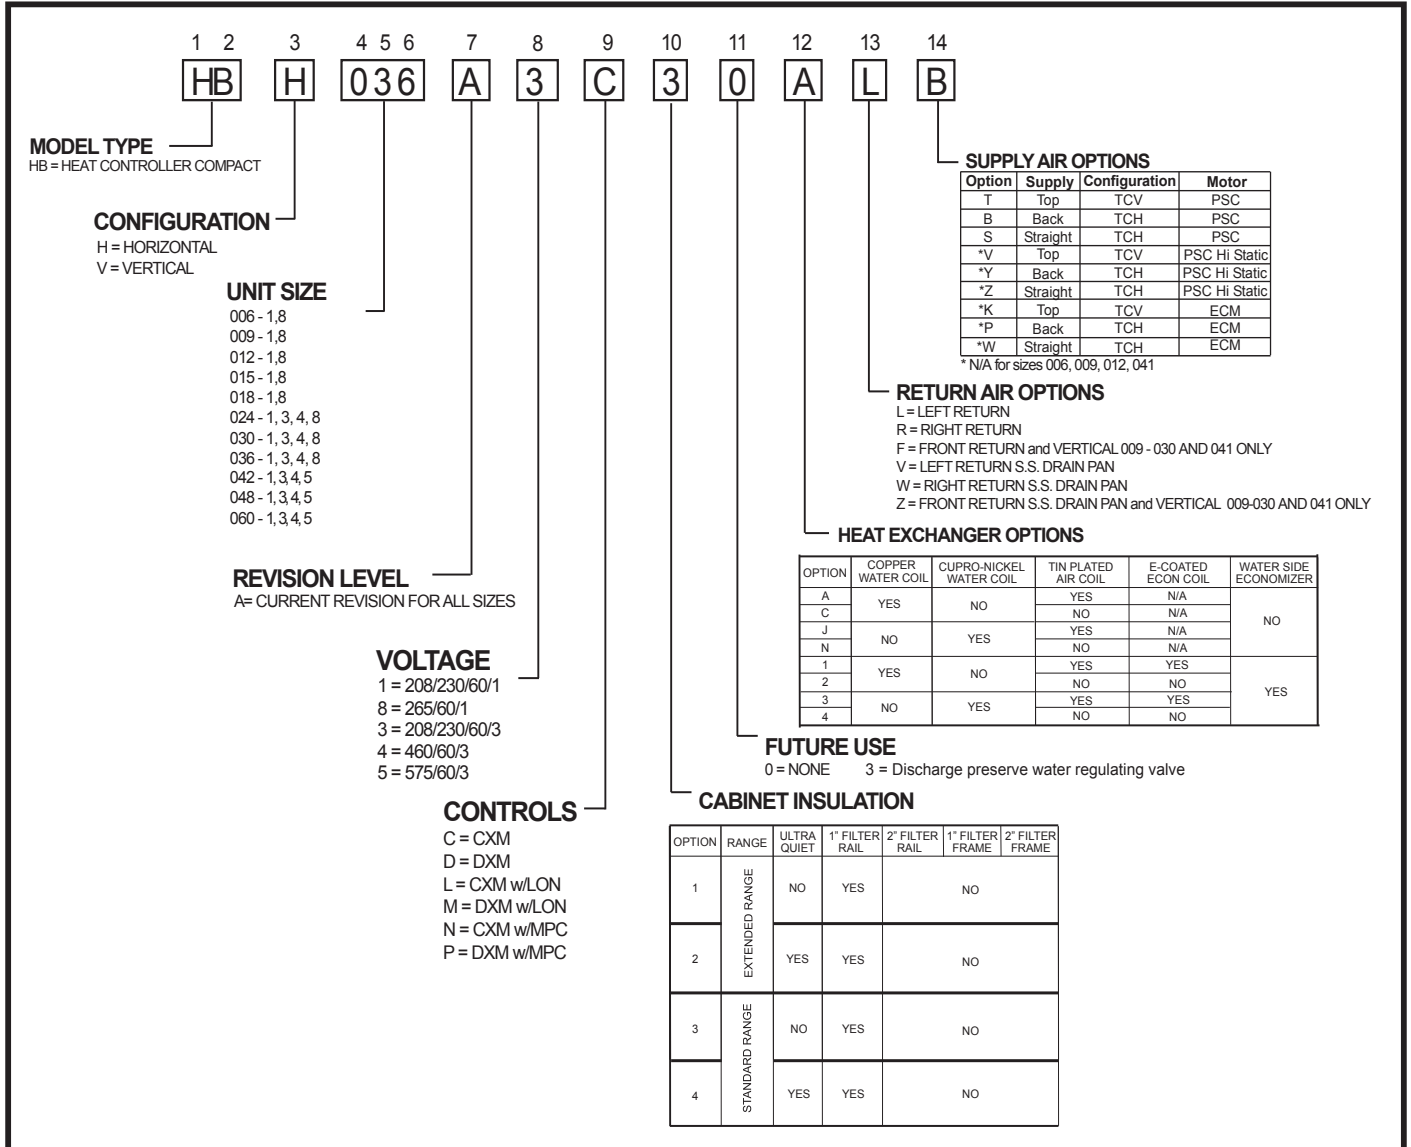 1 2 3 4 5 6 7 8 9 10 11 12 13 14
HB H 036 A 3 C 3 0 A L B
MODEL TYPE
HB = HEAT CONTROLLER COMPACT
CONFIGURATION
H = HORIZONTAL
V = VERTICAL
UNIT SIZE
006 - 1,8
009 - 1,8
012 - 1,8
015 - 1,8
018 - 1,8
024 - 1, 3, 4, 8
030 - 1, 3, 4, 8
036 - 1, 3, 4, 8
042 - 1,3,4,5
048 - 1,3,4,5
060 - 1,3,4,5
REVISION LEVEL
A= CURRENT REVISION FOR ALL SIZES
VOLTAGE
1 = 208/230/60/1
8 = 265/60/1
3 = 208/230/60/3
4 = 460/60/3
5 = 575/60/3
CONTROLS
C = CXM
D = DXM
L = CXM w/LON
M = DXM w/LON
N = CXM w/MPC
P = DXM w/MPC
SUPPLY AIR OPTIONS
Option Supply Configuration Motor
T Top TCV PSC
B Back TCH PSC
S Straight TCH PSC
*V Top TCV PSC Hi Static
*Y Back TCH PSC Hi Static
*Z Straight TCH PSC Hi Static
*K Top TCV ECM
*P Back TCH ECM
*W Straight TCH ECM
* N/A for sizes 006, 009, 012, 041
RETURN AIR OPTIONS
L = LEFT RETURN
R = RIGHT RETURN
F = FRONT RETURN and VERTICAL 009 - 030 AND 041 ONLY
V = LEFT RETURN S.S. DRAIN PAN
W = RIGHT RETURN S.S. DRAIN PAN
Z = FRONT RETURN S.S. DRAIN PAN and VERTICAL 009-030 AND 041 ONLY
HEAT EXCHANGER OPTIONS
OPTION COPPER WATER COIL CUPRO-NICKEL WATER COIL TIN PLATED AIR COIL E-COATED ECON COIL WATER SIDE ECONOMIZER
A YES NO YES N/A NO
C NO N/A
J NO YES YES N/A
N NO N/A
1 YES NO YES YES YES
2 NO NO
3 NO YES YES YES
4 NO NO
FUTURE USE
0 = NONE 3 = Discharge preserve water regulating valve
CABINET INSULATION
OPTION RANGE ULTRA QUIET 1" FILTER RAIL 2" FILTER RAIL 1" FILTER FRAME 2" FILTER FRAME
1 EXTENDED RANGE NO YES NO
2 YES YES NO
3 STANDARD RANGE NO YES NO
4 YES YES NO